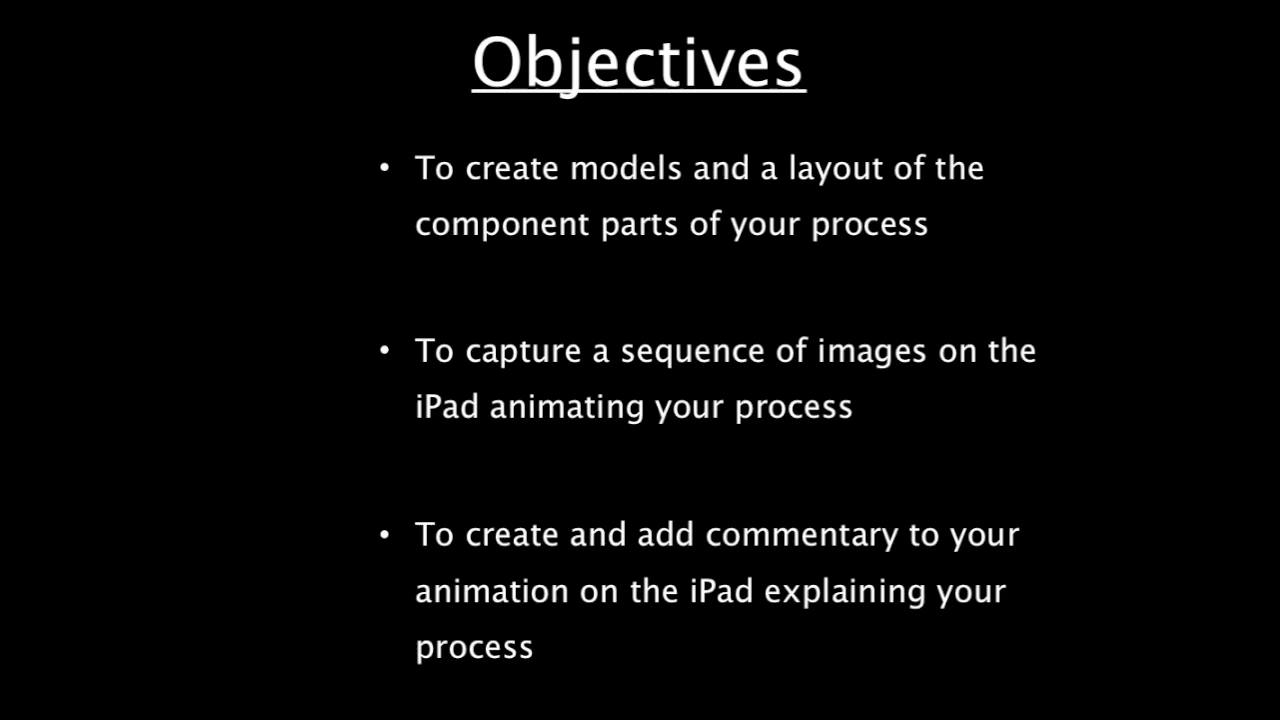 Objectives
• To create models and a layout of the
component parts of your process
• To capture a sequence of images on the
iPad animating your process
• To create and add commentary to your
animation on the iPad explaining your
process